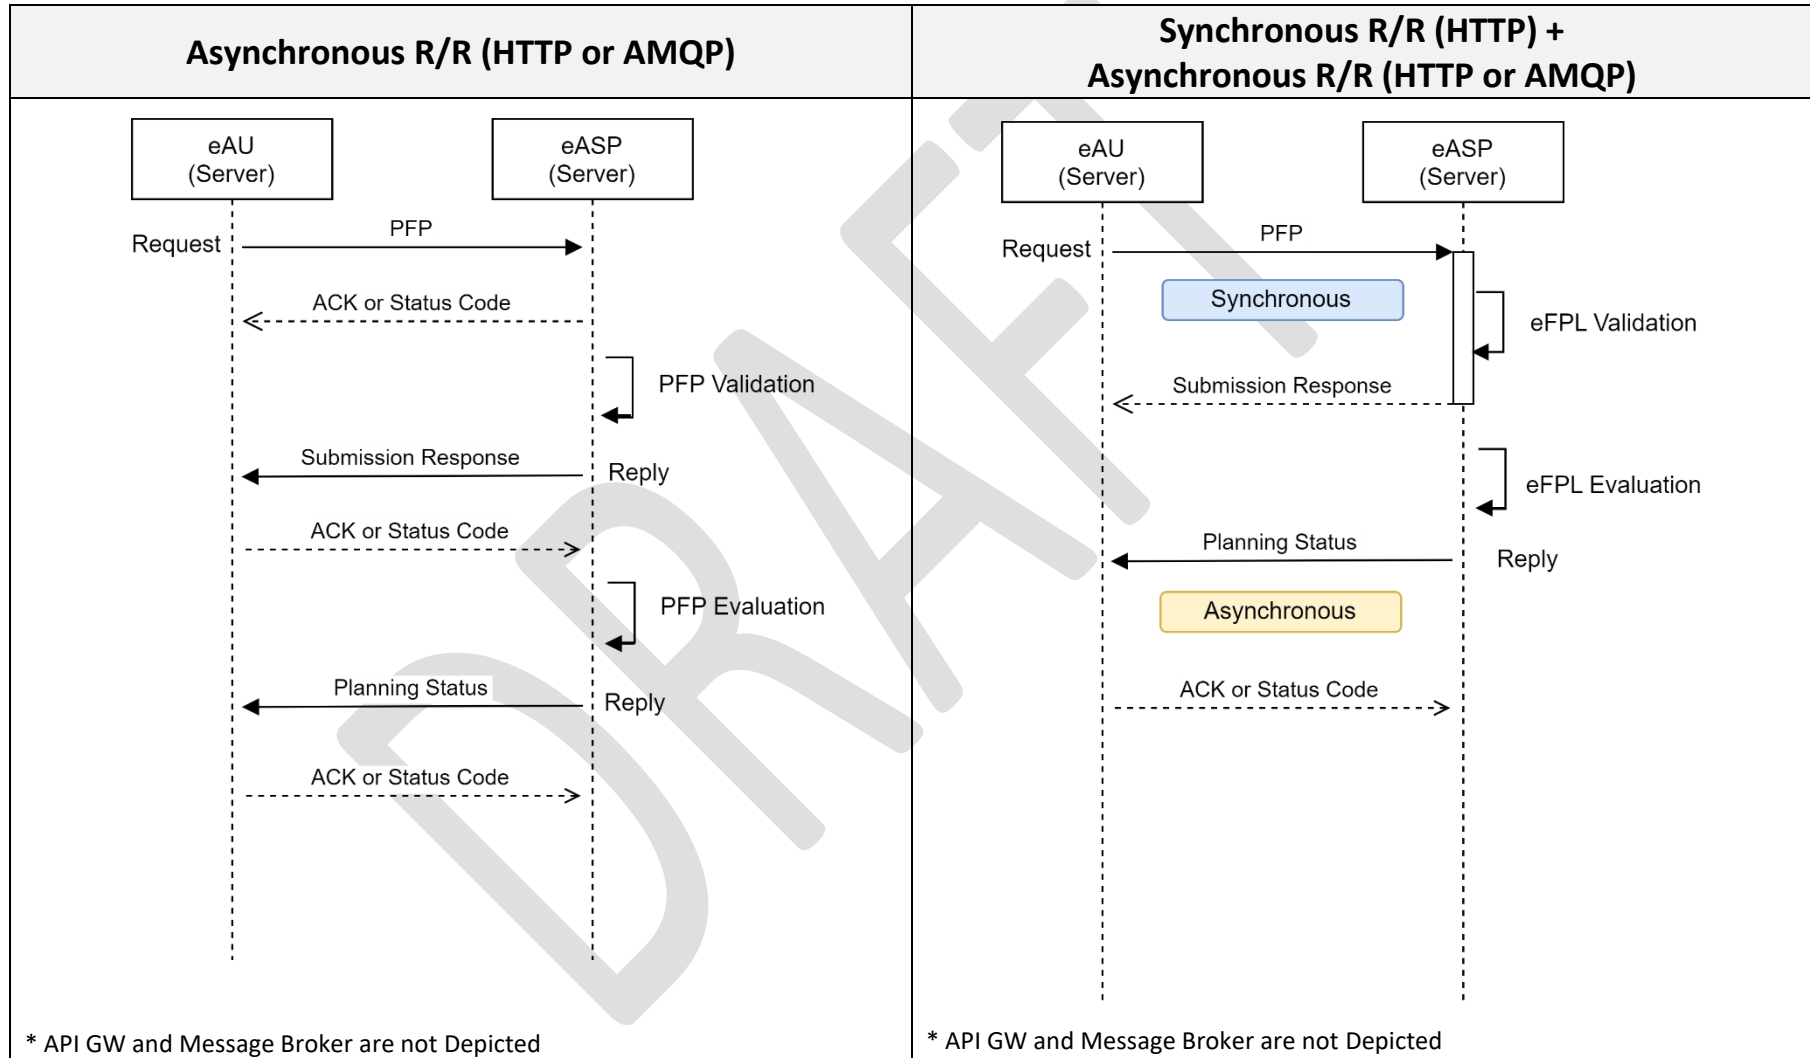 Asynchronous R/R (HTTP or AMQP)
eAU
(Server)
eASP
(Server)
Request
PFP
ACK or Status Code
PFP Validation
Submission Response
Reply
ACK or Status Code
PFP Evaluation
Planning Status
Reply
ACK or Status Code
* API GW and Message Broker are not Depicted
Synchronous R/R (HTTP) +
Asynchronous R/R (HTTP or AMQP)
eAU
(Server)
eASP
(Server)
Request
PFP
Synchronous
eFPL Validation
Submission Response
eFPL Evaluation
Planning Status
Reply
Asynchronous
ACK or Status Code
* API GW and Message Broker are not Depicted
DRAFT